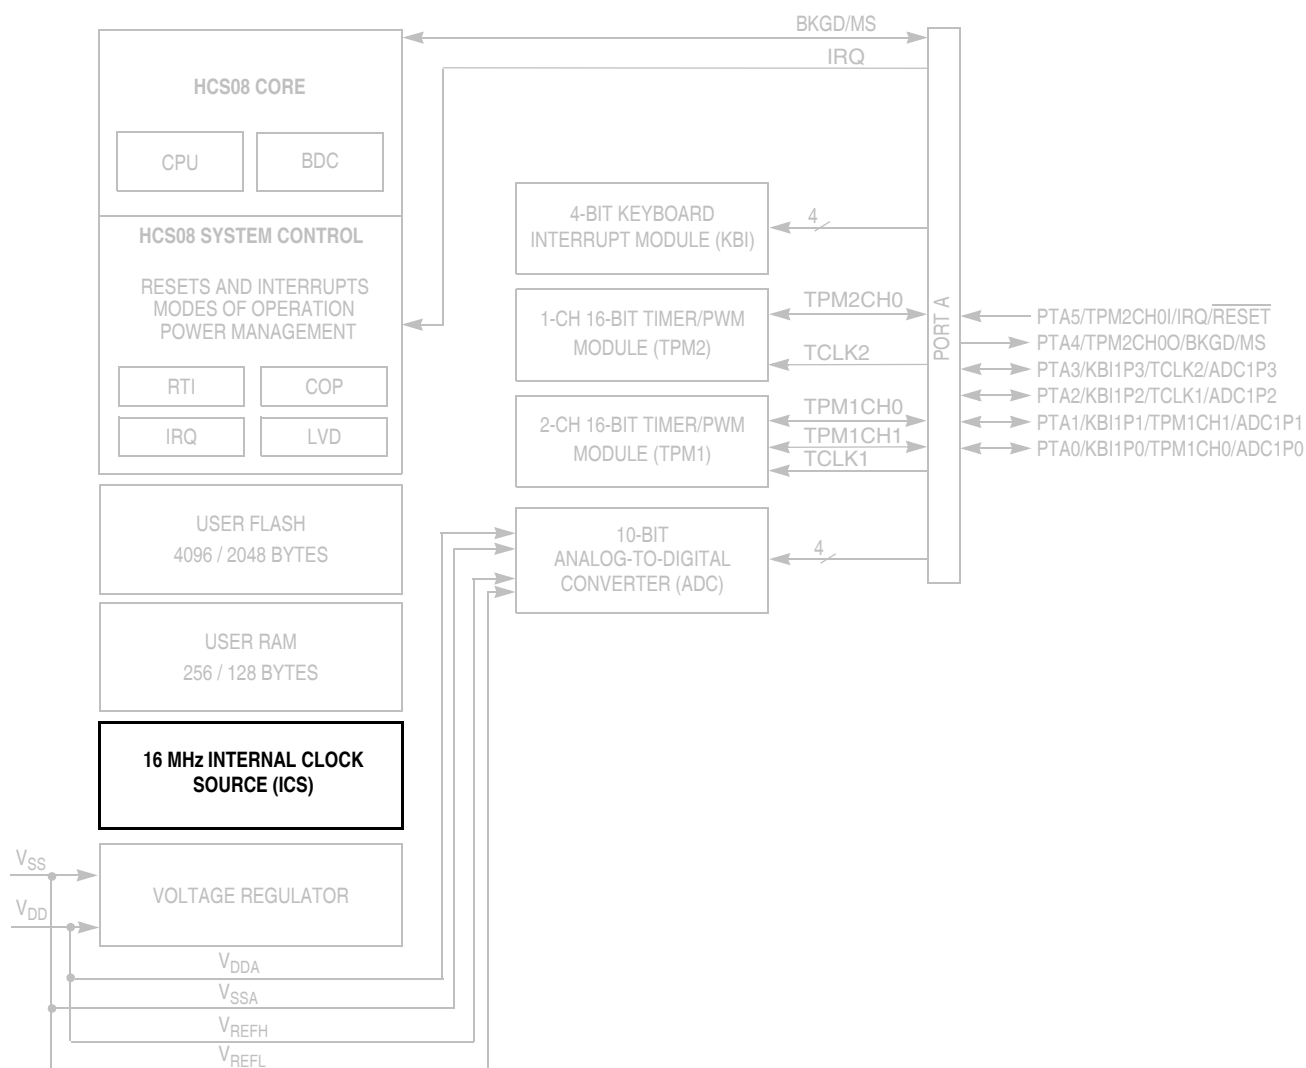 BKGD/MS
IRQ
HCS08 CORE
CPU
BDC
HCS08 SYSTEM CONTROL
RESETS AND INTERRUPTS
MODES OF OPERATION
POWER MANAGEMENT
RTI
COP
IRQ
LVD
USER FLASH
4096 / 2048 BYTES
USER RAM
256 / 128 BYTES
16 MHz INTERNAL CLOCK
SOURCE (ICS)
VOLTAGE REGULATOR
VSS
VDD
VDDA
VSSA
VREFH
VREFL
4-BIT KEYBOARD
INTERRUPT MODULE (KBI)
4
1-CH 16-BIT TIMER/PWM
MODULE (TPM2)
TPM2CH0
TCLK2
2-CH 16-BIT TIMER/PWM
MODULE (TPM1)
TPM1CH0
TPM1CH1
TCLK1
10-BIT
ANALOG-TO-DIGITAL
CONVERTER (ADC)
4
PORT A
PTA5/TPM2CH0I/IRQ/RESET
PTA4/TPM2CH0O/BKGD/MS
PTA3/KBI1P3/TCLK2/ADC1P3
PTA2/KBI1P2/TCLK1/ADC1P2
PTA1/KBI1P1/TPM1CH1/ADC1P1
PTA0/KBI1P0/TPM1CH0/ADC1P0